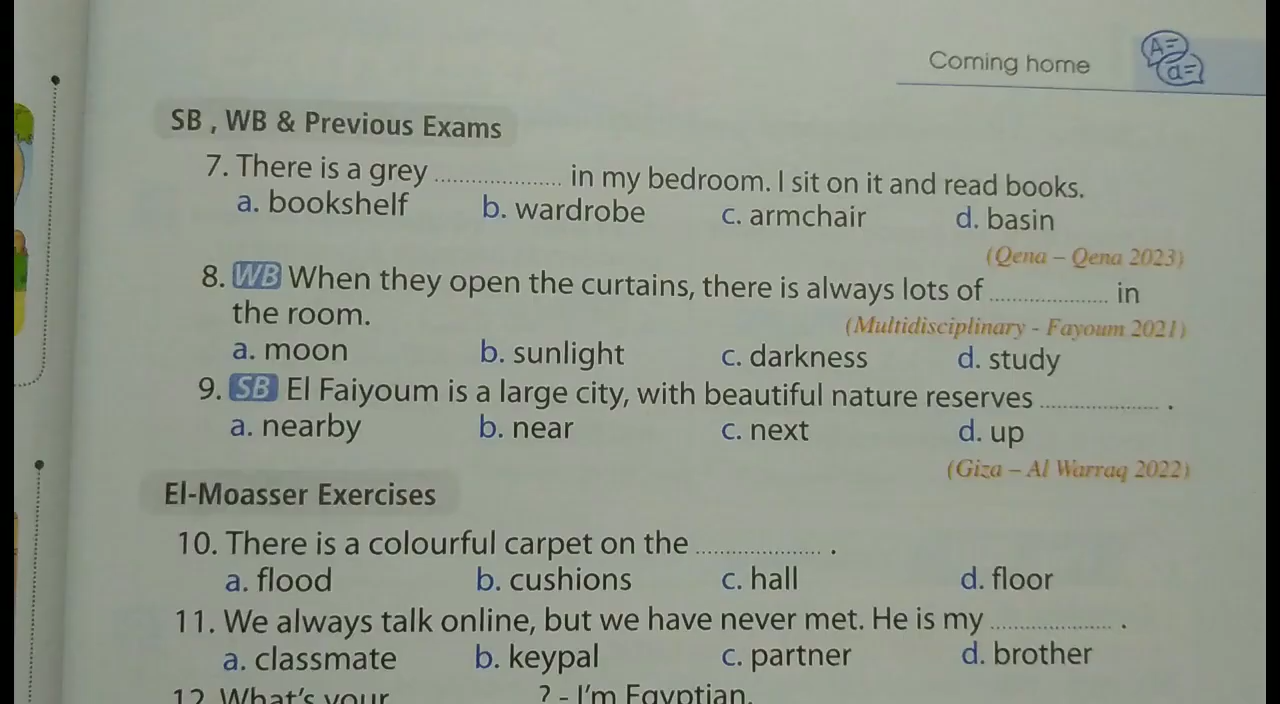 Coming home
A=
a=
SB , WB & Previous Exams
7. There is a grey .................... in my bedroom. I sit on it and read books.
a. bookshelf b. wardrobe c. armchair d. basin
(Qena – Qena 2023)
8. WB When they open the curtains, there is always lots of .................... in
the room.
(Multidisciplinary - Fayoum 2021)
a. moon b. sunlight c. darkness d. study
9. SB El Faiyoum is a large city, with beautiful nature reserves .................... .
a. nearby b. near c. next d. up
(Giza – Al Warraq 2022)
El-Moasser Exercises
10. There is a colourful carpet on the .................... .
a. flood b. cushions c. hall d. floor
11. We always talk online, but we have never met. He is my .................... .
a. classmate b. keypal c. partner d. brother
12. What's your ? - I'm Egyptian.